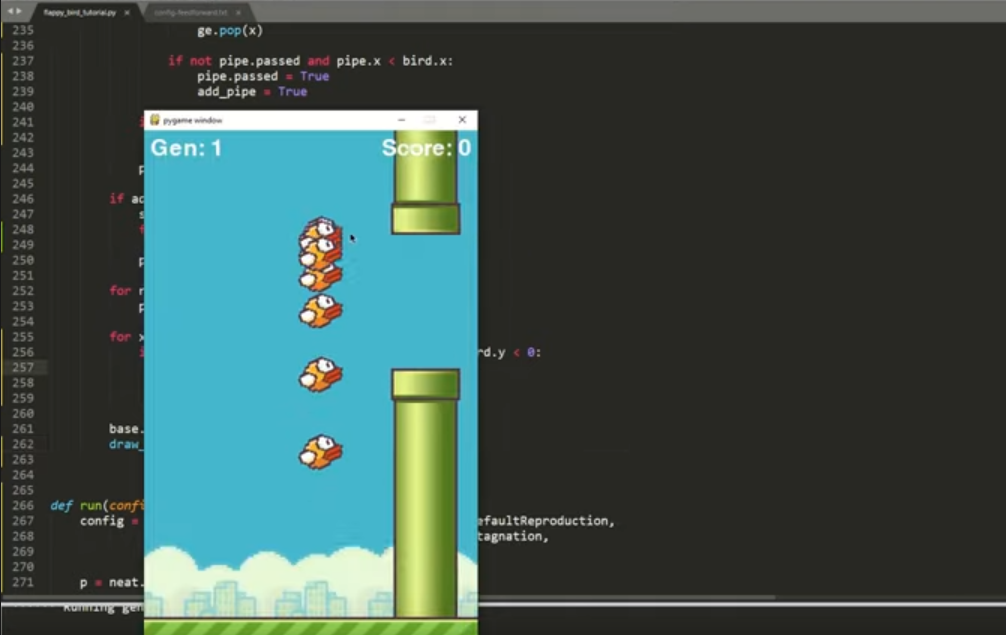 flappy_bird_tutorial.py × config-feedforward.txt ×
235 ge.pop(x)
236
237 if not pipe.passed and pipe.x < bird.x:
238 pipe.passed = True
239 add_pipe = True
240
pygame window
241
242
Gen: 1 Score: 0
243
244 p
245
246 if ad
247 s
248
249
250 p
251
252 for r
253 p
254
255 for x
256 rd.y < 0:
257
258
259
260
261 base.
262 draw_
263
264
265
266 def run(confi
267 config = efaultReproduction,
268 tagnation,
269
270
271 p = neat.
Running gen